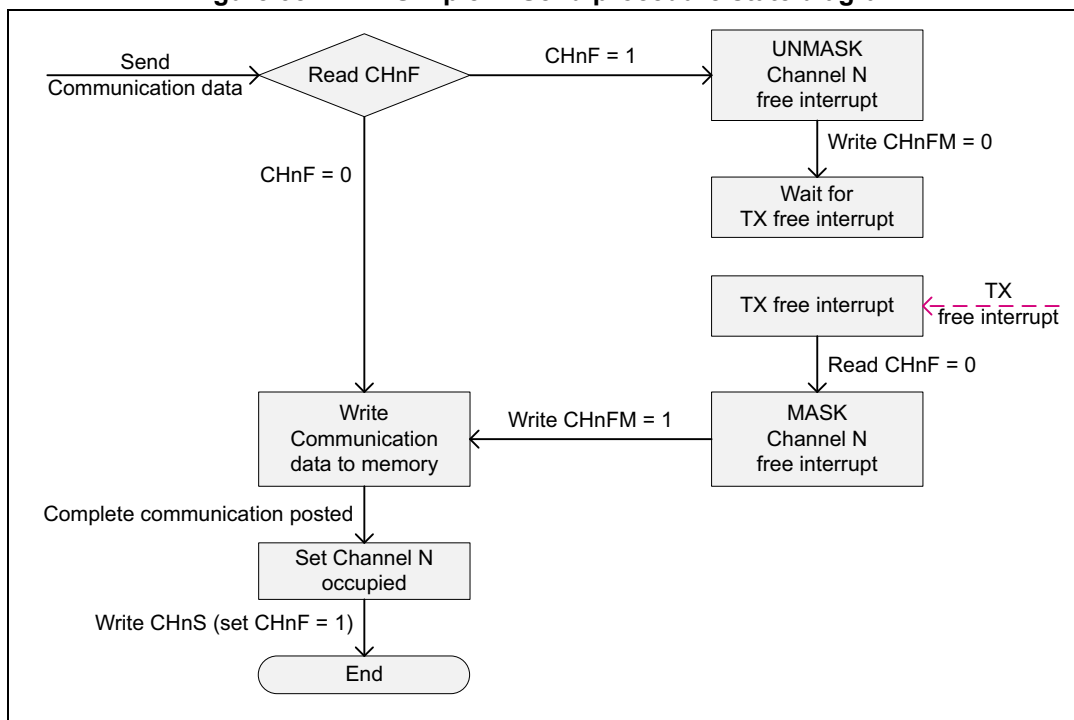 Send
Communication data
Read CHnF
CHnF = 1
UNMASK
Channel N
free interrupt
Write CHnFM = 0
CHnF = 0
Wait for
TX free interrupt
TX free interrupt
TX
free interrupt
Read CHnF = 0
Write
Communication
data to memory
Write CHnFM = 1
MASK
Channel N
free interrupt
Complete communication posted
Set Channel N
occupied
Write CHnS (set CHnF = 1)
End